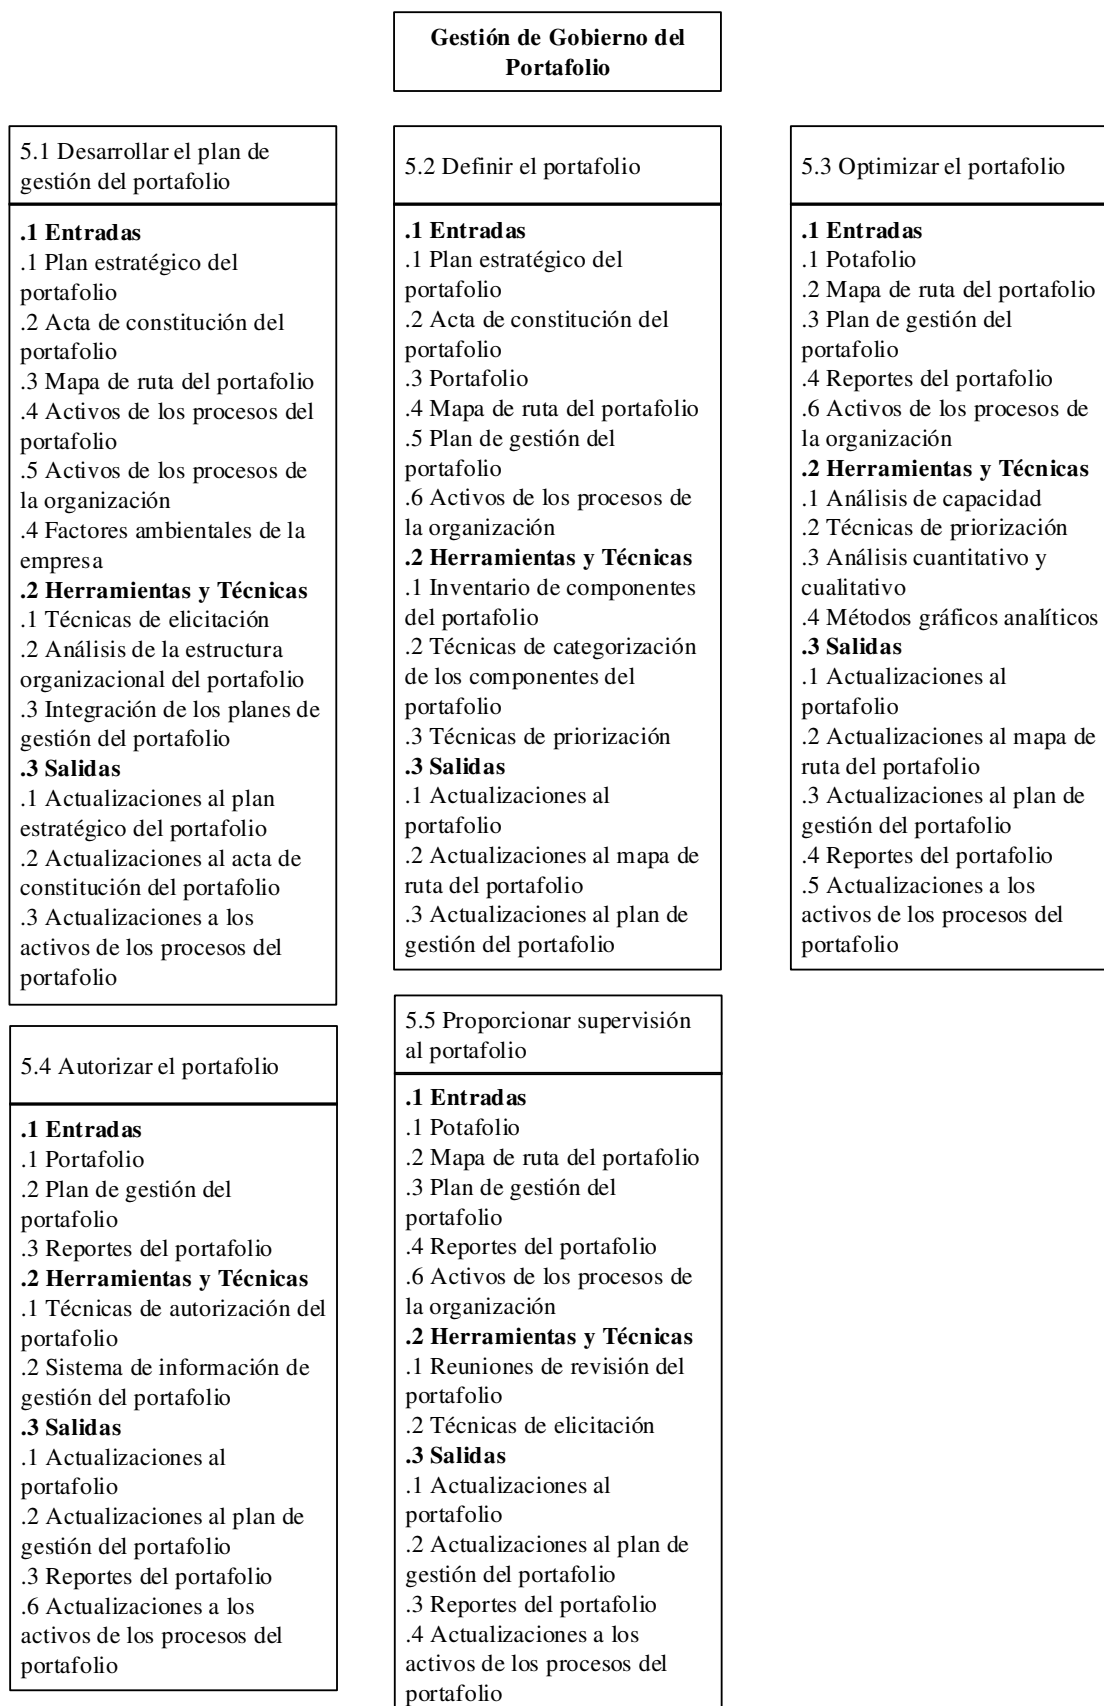 Gestión de Gobierno del
Portafolio
5.1 Desarrollar el plan de
gestión del portafolio
.1 Entradas
.1 Plan estratégico del
portafolio
.2 Acta de constitución del
portafolio
.3 Mapa de ruta del portafolio
.4 Activos de los procesos del
portafolio
.5 Activos de los procesos de
la organización
.4 Factores ambientales de la
empresa
.2 Herramientas y Técnicas
.1 Técnicas de elicitación
.2 Análisis de la estructura
organizacional del portafolio
.3 Integración de los planes de
gestión del portafolio
.3 Salidas
.1 Actualizaciones al plan
estratégico del portafolio
.2 Actualizaciones al acta de
constitución del portafolio
.3 Actualizaciones a los
activos de los procesos del
portafolio
5.2 Definir el portafolio
.1 Entradas
.1 Plan estratégico del
portafolio
.2 Acta de constitución del
portafolio
.3 Portafolio
.4 Mapa de ruta del portafolio
.5 Plan de gestión del
portafolio
.6 Activos de los procesos de
la organización
.2 Herramientas y Técnicas
.1 Inventario de componentes
del portafolio
.2 Técnicas de categorización
de los componentes del
portafolio
.3 Técnicas de priorización
.3 Salidas
.1 Actualizaciones al
portafolio
.2 Actualizaciones al mapa de
ruta del portafolio
.3 Actualizaciones al plan de
gestión del portafolio
5.3 Optimizar el portafolio
.1 Entradas
.1 Potafolio
.2 Mapa de ruta del portafolio
.3 Plan de gestión del
portafolio
.4 Reportes del portafolio
.6 Activos de los procesos de
la organización
.2 Herramientas y Técnicas
.1 Análisis de capacidad
.2 Técnicas de priorización
.3 Análisis cuantitativo y
cualitativo
.4 Métodos gráficos analíticos
.3 Salidas
.1 Actualizaciones al
portafolio
.2 Actualizaciones al mapa de
ruta del portafolio
.3 Actualizaciones al plan de
gestión del portafolio
.4 Reportes del portafolio
.5 Actualizaciones a los
activos de los procesos del
portafolio
5.4 Autorizar el portafolio
.1 Entradas
.1 Portafolio
.2 Plan de gestión del
portafolio
.3 Reportes del portafolio
.2 Herramientas y Técnicas
.1 Técnicas de autorización del
portafolio
.2 Sistema de información de
gestión del portafolio
.3 Salidas
.1 Actualizaciones al
portafolio
.2 Actualizaciones al plan de
gestión del portafolio
.3 Reportes del portafolio
.6 Actualizaciones a los
activos de los procesos del
portafolio
5.5 Proporcionar supervisión
al portafolio
.1 Entradas
.1 Potafolio
.2 Mapa de ruta del portafolio
.3 Plan de gestión del
portafolio
.4 Reportes del portafolio
.6 Activos de los procesos de
la organización
.2 Herramientas y Técnicas
.1 Reuniones de revisión del
portafolio
.2 Técnicas de elicitación
.3 Salidas
.1 Actualizaciones al
portafolio
.2 Actualizaciones al plan de
gestión del portafolio
.3 Reportes del portafolio
.4 Actualizaciones a los
activos de los procesos del
portafolio